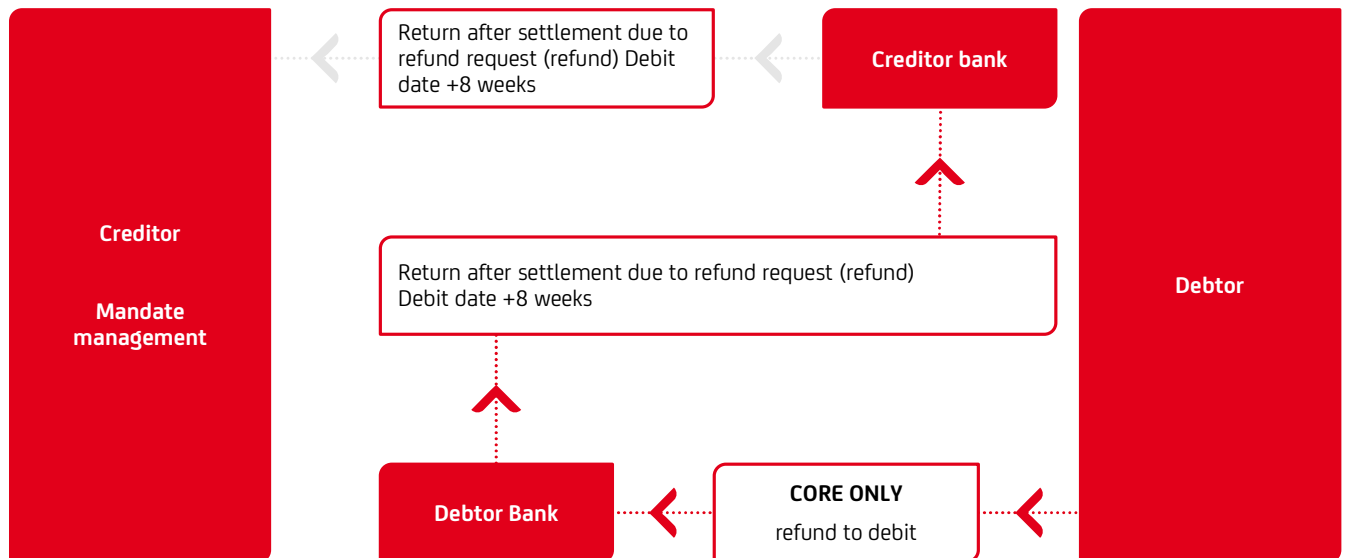 Return after settlement due to
refund request (refund) Debit
date +8 weeks
Creditor bank
Creditor
Mandate
management
Return after settlement due to refund request (refund)
Debit date +8 weeks
Debtor
Debtor Bank
CORE ONLY
refund to debit